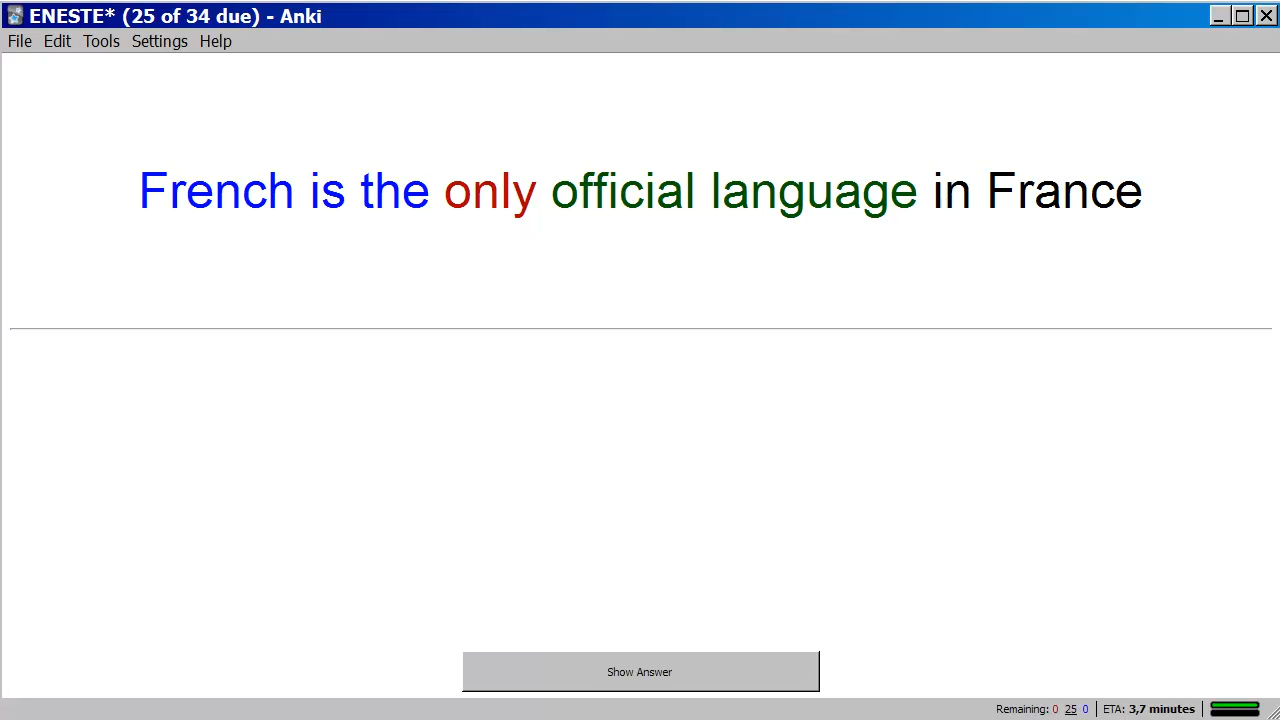 ENESTE* (25 of 34 due) - Anki
File Edit Tools Settings Help
French is the only official language in France
Show Answer
Remaining: 0 25 0 ETA: 3,7 minutes